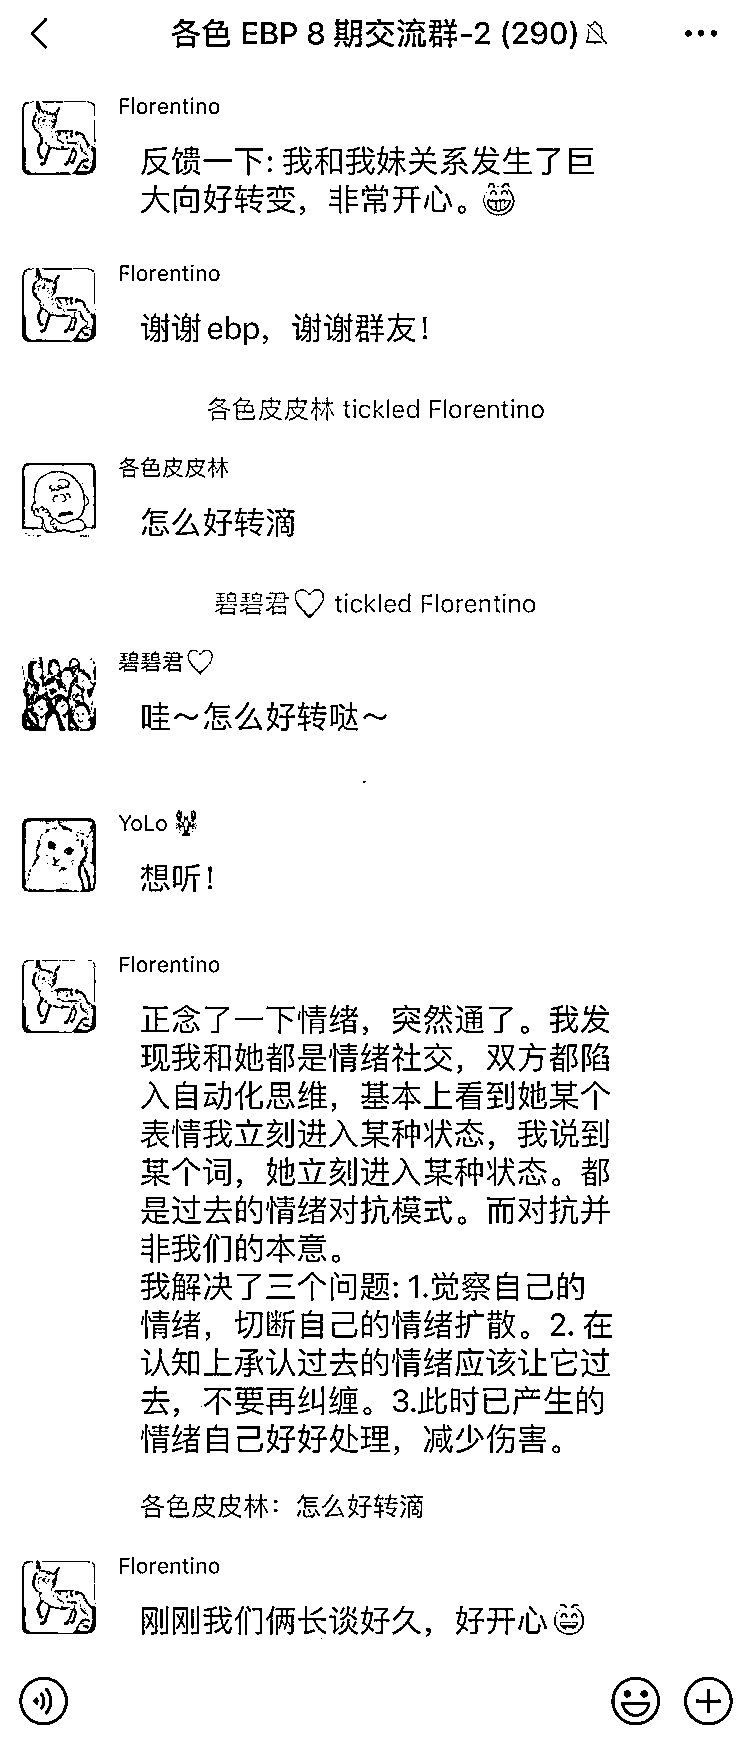 各色 EBP 8 期交流群-2 (290)
Florentino
反馈一下: 我和我妹关系发生了巨
大向好转变，非常开心。😁
Florentino
谢谢ebp，谢谢群友！
各色皮皮林 tickled Florentino
各色皮皮林
怎么好转滴
碧碧君♡ tickled Florentino
碧碧君♡
哇～怎么好转哒～
YoLo 🦞
想听！
Florentino
正念了一下情绪，突然通了。我发
现我和她都是情绪社交，双方都陷
入自动化思维，基本上看到她某个
表情我立刻进入某种状态，我说到
某个词，她立刻进入某种状态。都
是过去的情绪对抗模式。而对抗并
非我们的本意。
我解决了三个问题: 1.觉察自己的
情绪，切断自己的情绪扩散。2. 在
认知上承认过去的情绪应该让它过
去，不要再纠缠。3.此时已产生的
情绪自己好好处理，减少伤害。
各色皮皮林：怎么好转滴
Florentino
刚刚我们俩长谈好久，好开心😄